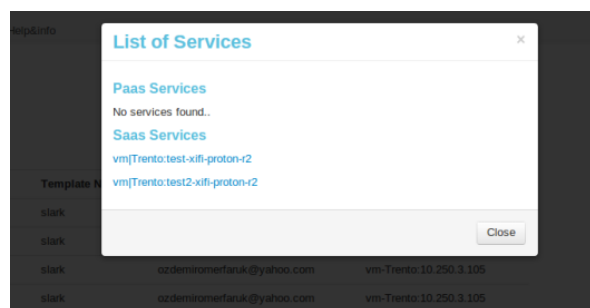 Help&info
List of Services ×
Paas Services
No services found..
Saas Services
vm|Trento:test-xifi-proton-r2
vm|Trento:test2-xifi-proton-r2
Template N
slark
Close
slark
slark ozdemiromerfaruk@yahoo.com vm-Trento:10.250.3.105
slark ozdemiromerfaruk@yahoo.com vm-Trento:10.250.3.105